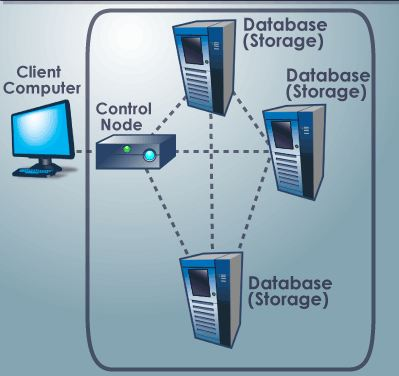 Database
(Storage)
Client
Computer
Database
(Storage)
Control
Node
Database
(Storage)